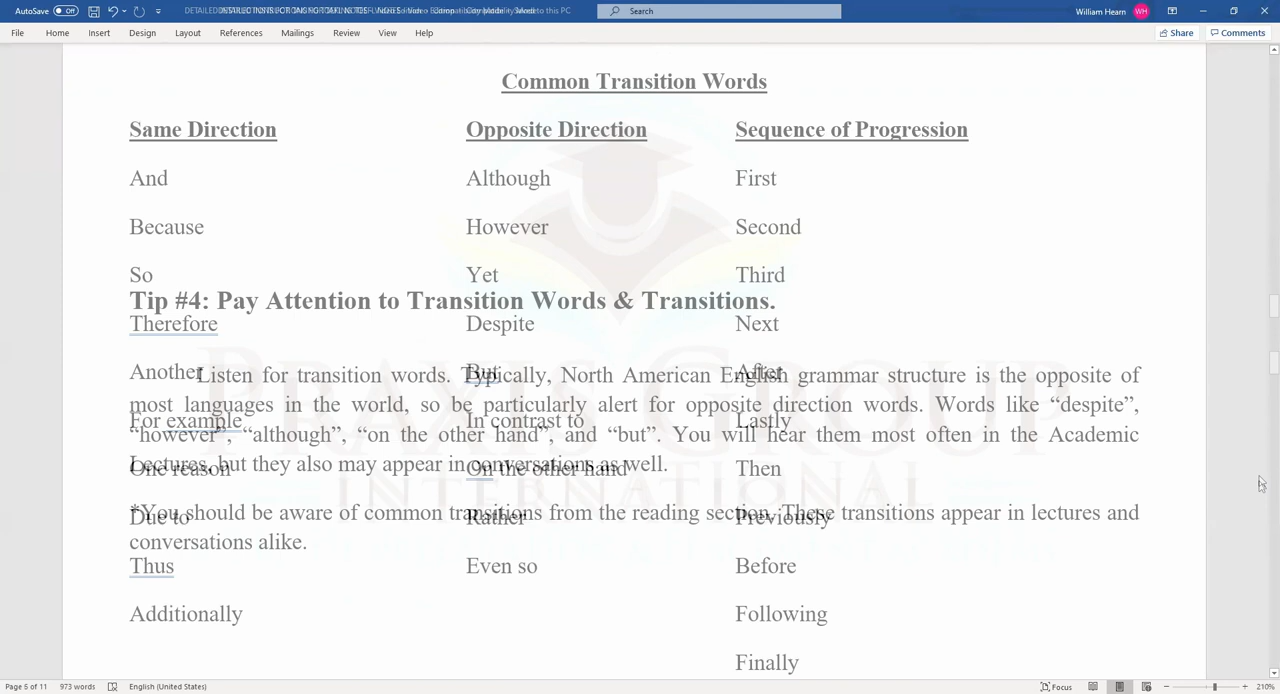 AutoSave Off
Search
William Hearn WH
File Home Insert Design Layout References Mailings Review View Help
Share Comments
Common Transition Words
Same Direction Opposite Direction Sequence of Progression
And Although First
Because However Second
So Yet Third
Tip #4: Pay Attention to Transition Words & Transitions.
Therefore Despite Next
Another But After
Listen for transition words. Typically, North American English grammar structure is the opposite of
most languages in the world, so be particularly alert for opposite direction words. Words like “despite”,
For example In contrast to Lastly
“however”, “although”, “on the other hand”, and “but”. You will hear them most often in the Academic
Lectures, but they also may appear in conversations as well.
One reason On the other hand Then
*You should be aware of common transitions from the reading section. These transitions appear in lectures and
Due to Rather Previously
conversations alike.
Thus Even so Before
Additionally Following
Finally
PRAXIS GROUP
INTERNATIONAL
Page 5 of 11 973 words English (United States) Focus 210%